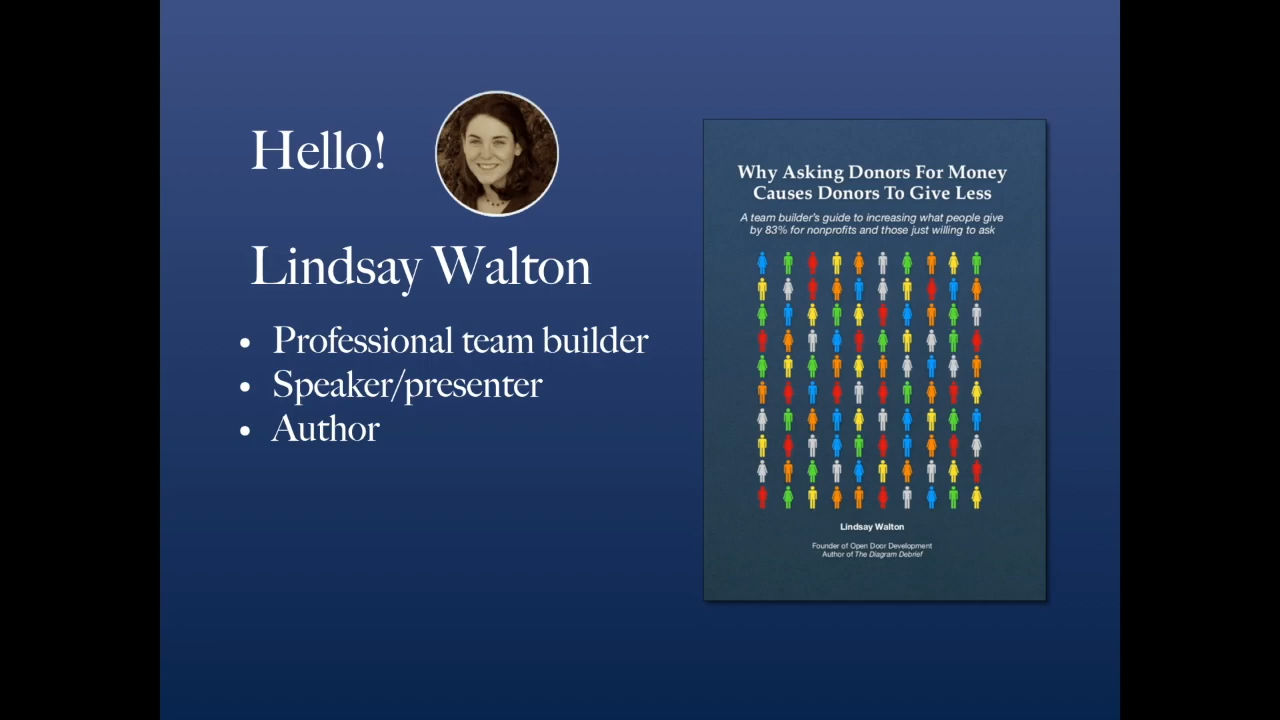 Hello!
Lindsay Walton
• Professional team builder
• Speaker/presenter
• Author
Why Asking Donors For Money
Causes Donors To Give Less
A team builder's guide to increasing what people give
by 83% for nonprofits and those just willing to ask
Lindsay Walton
Founder of Open Door Development
Author of The Diagram Debrief